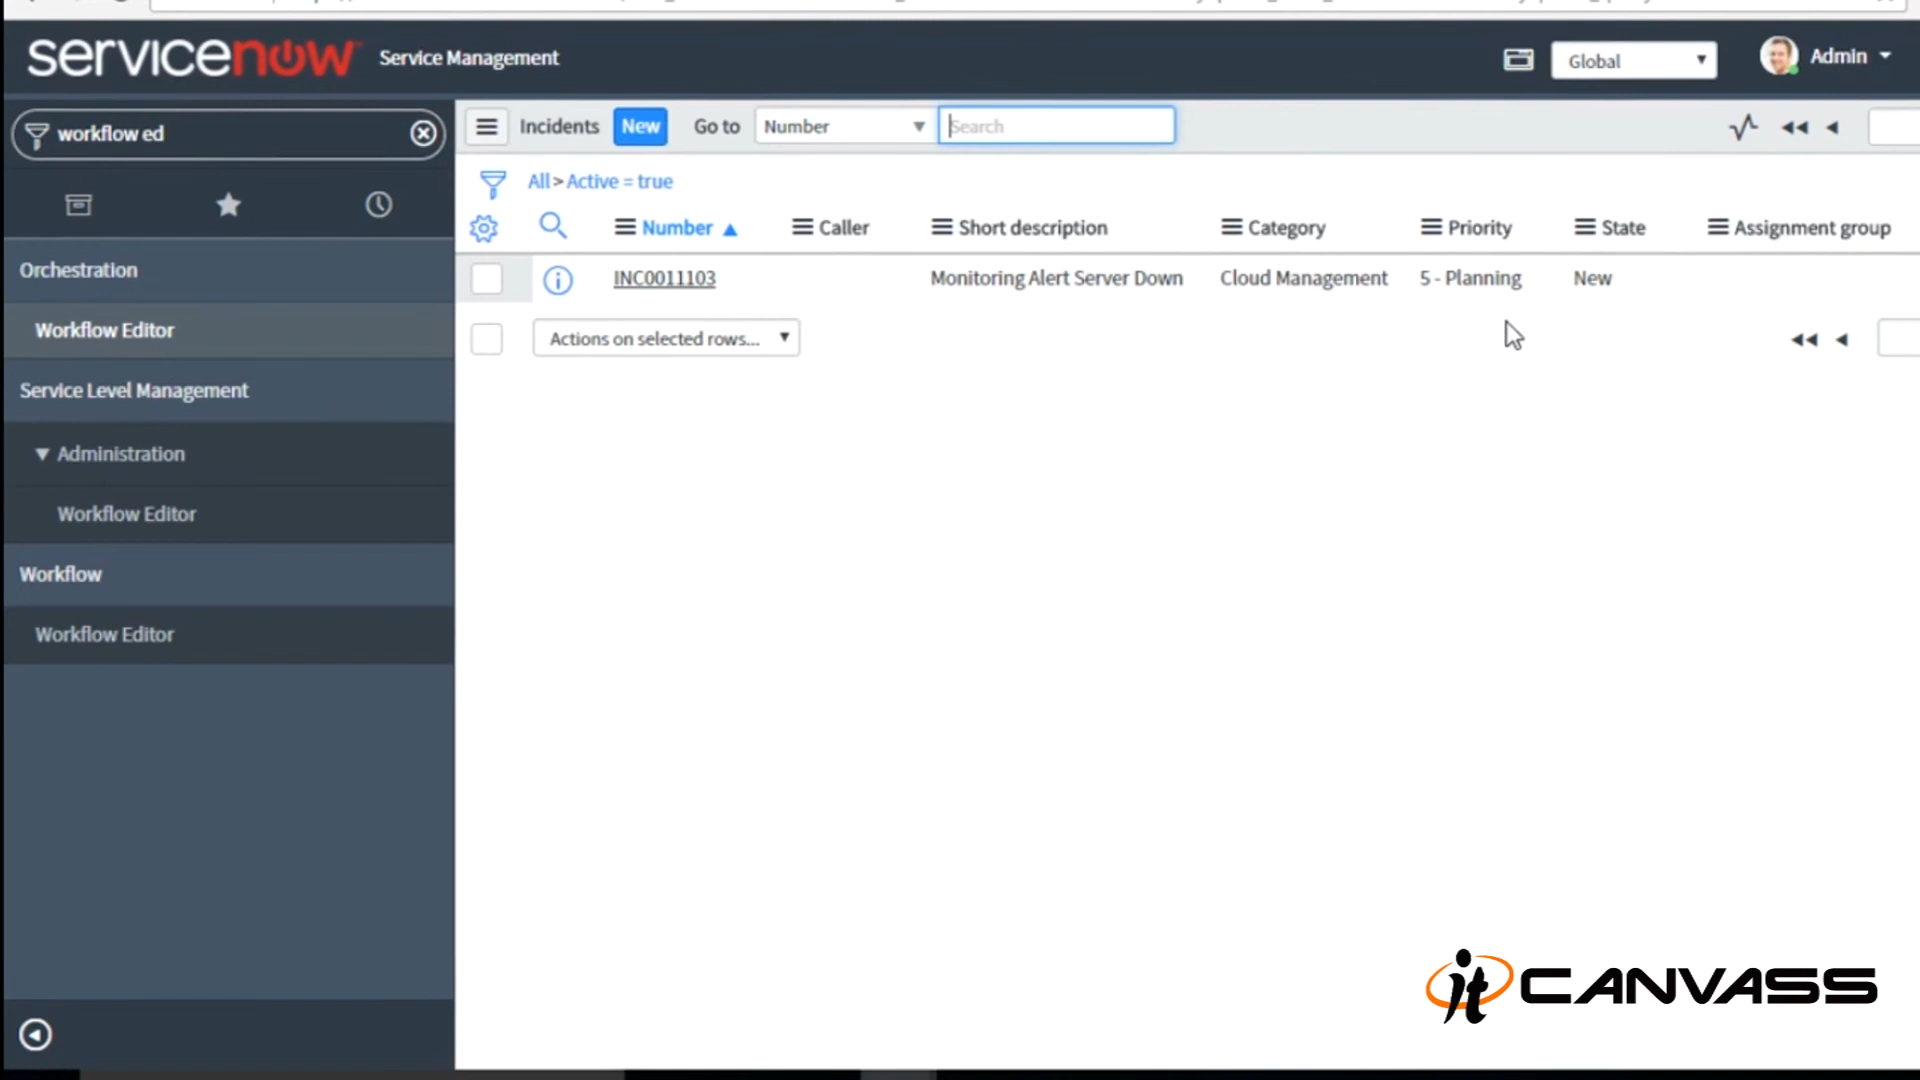 servicenow Service Management Global Admin
workflow ed
Incidents New Go to Number Search
All > Active = true
Number Caller Short description Category Priority State Assignment group
INC0011103 Monitoring Alert Server Down Cloud Management 5 - Planning New
Actions on selected rows...
Orchestration
Workflow Editor
Service Level Management
Administration
Workflow Editor
Workflow
Workflow Editor
it CANVASS